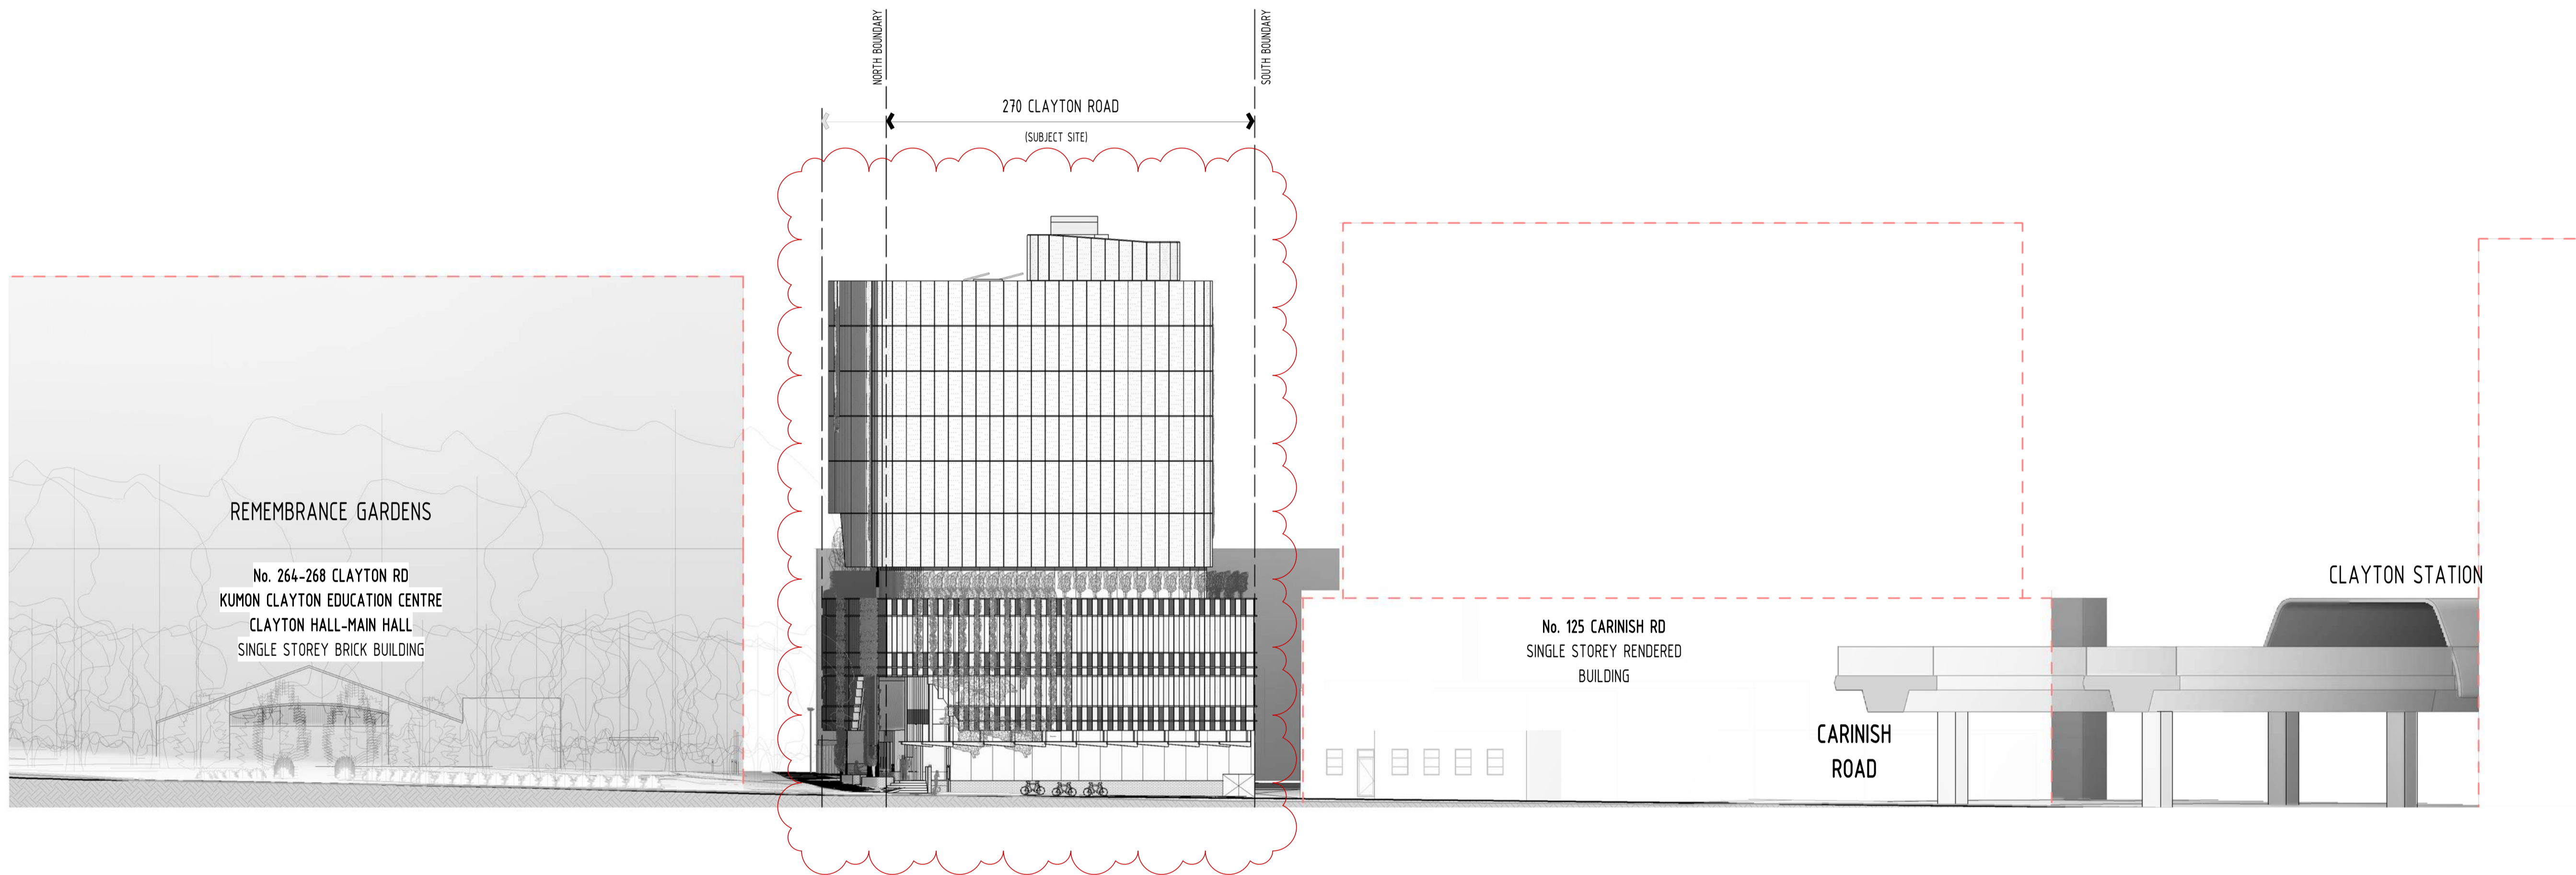 NORTH BOUNDARY
SOUTH BOUNDARY
270 CLAYTON ROAD
(SUBJECT SITE)
REMEMBRANCE GARDENS
No. 264-268 CLAYTON RD
KUMON CLAYTON EDUCATION CENTRE
CLAYTON HALL-MAIN HALL
SINGLE STOREY BRICK BUILDING
No. 125 CARINISH RD
SINGLE STOREY RENDERED
BUILDING
CARINISH
ROAD
CLAYTON STATION